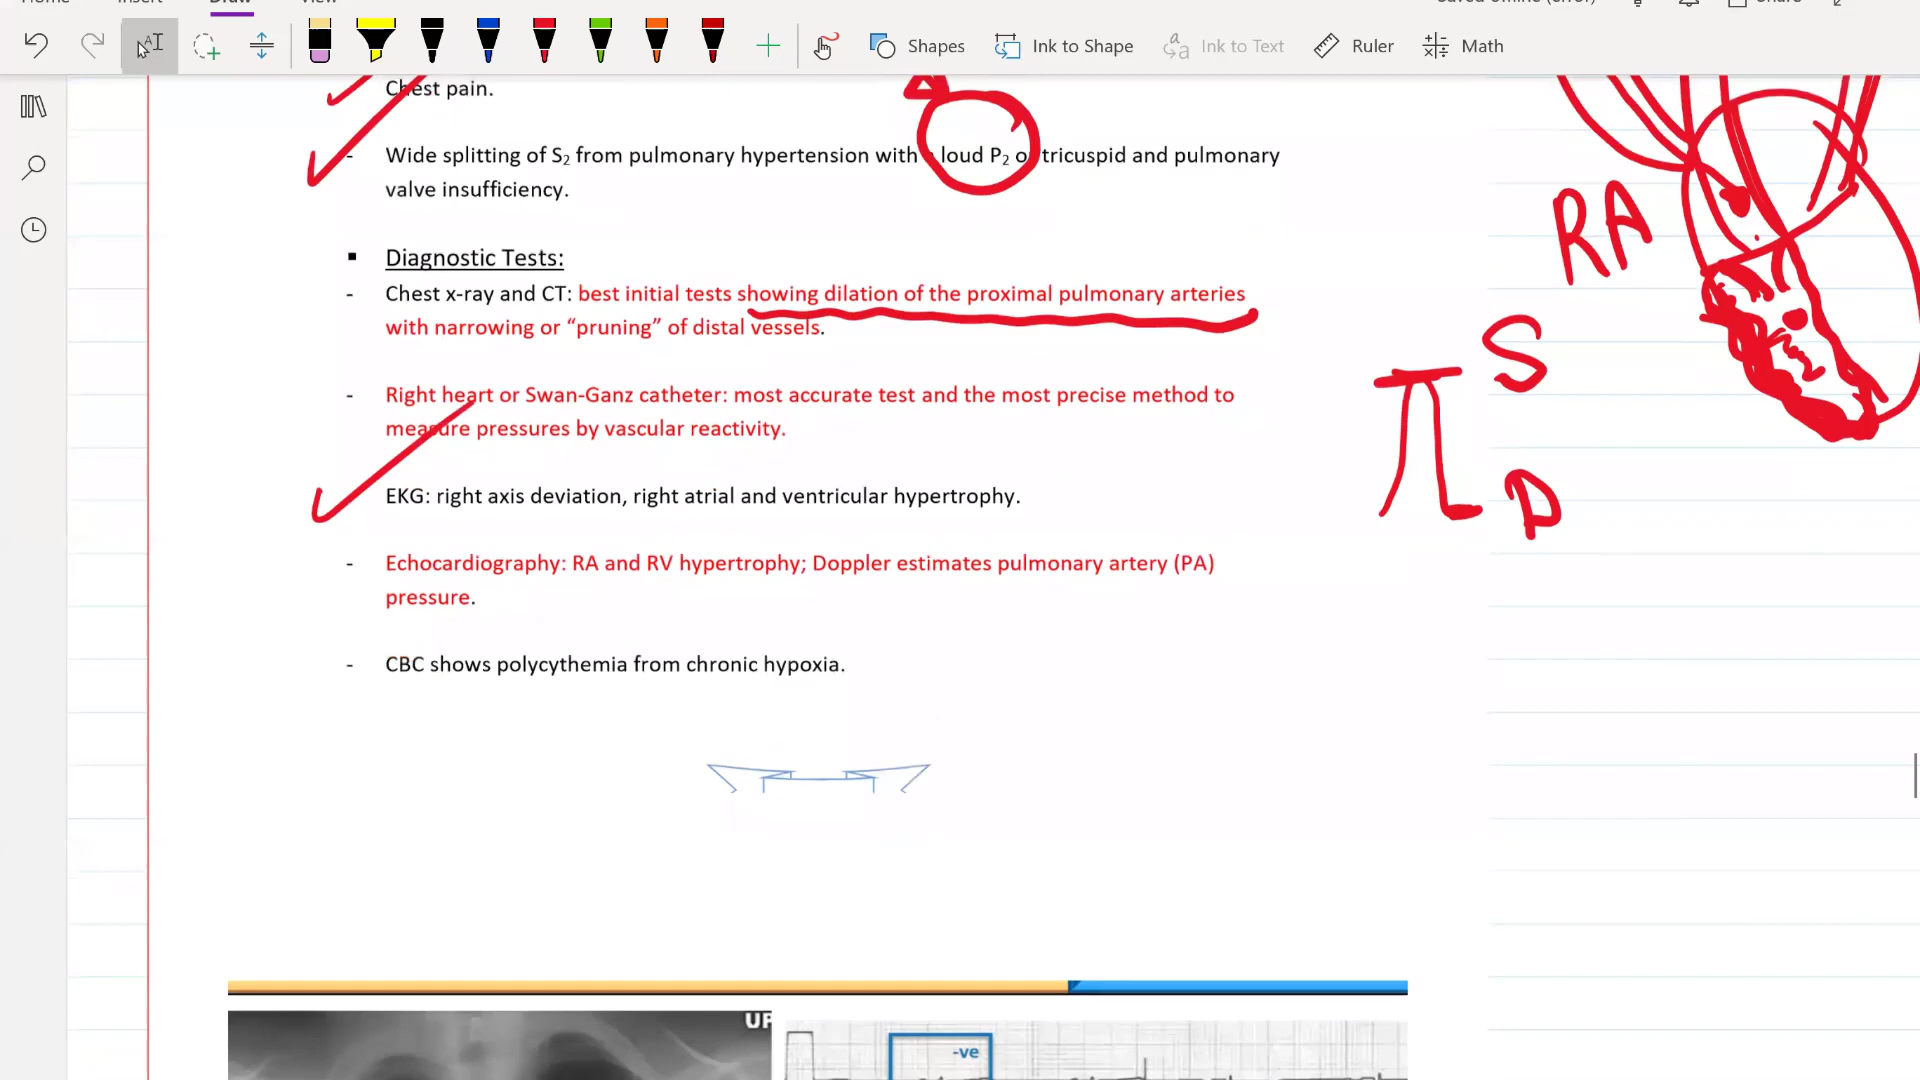 Shapes
Ink to Shape
Ink to Text
Ruler
Math
Chest pain.
- Wide splitting of S₂ from pulmonary hypertension with loud P₂ tricuspid and pulmonary
valve insufficiency.
▪ Diagnostic Tests:
- Chest x-ray and CT: best initial tests showing dilation of the proximal pulmonary arteries
with narrowing or “pruning” of distal vessels.
- Right heart or Swan-Ganz catheter: most accurate test and the most precise method to
measure pressures by vascular reactivity.
EKG: right axis deviation, right atrial and ventricular hypertrophy.
- Echocardiography: RA and RV hypertrophy; Doppler estimates pulmonary artery (PA)
pressure.
- CBC shows polycythemia from chronic hypoxia.
RA
S
D
-ve